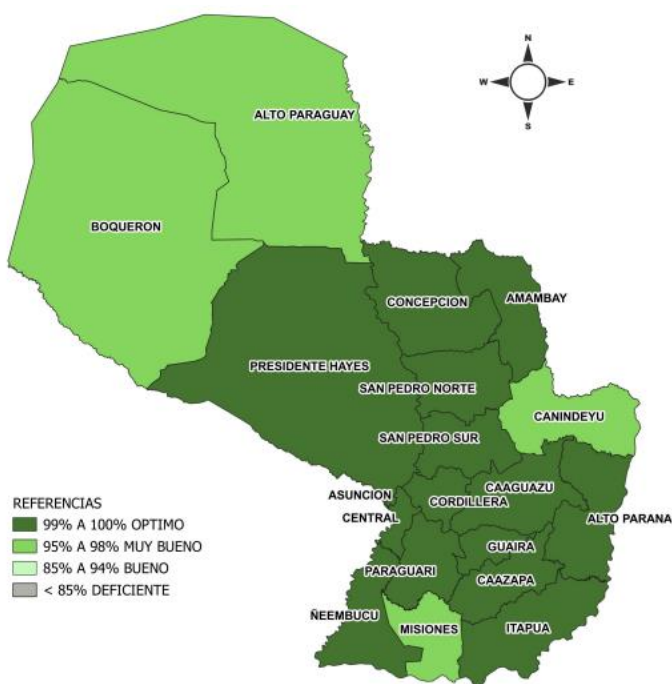 N
W E
S
ALTO PARAGUAY
BOQUERON
CONCEPCION
AMAMBAY
PRESIDENTE HAYES
SAN PEDRO NORTE
CANINDEYU
SAN PEDRO SUR
CAAGUAZU
ASUNCION
CORDILLERA
CENTRAL
ALTO PARANA
GUAIRA
PARAGUARI
CAAZAPA
ÑEEMBUCU
MISIONES
ITAPUA
REFERENCIAS
99% A 100% OPTIMO
95% A 98% MUY BUENO
85% A 94% BUENO
< 85% DEFICIENTE